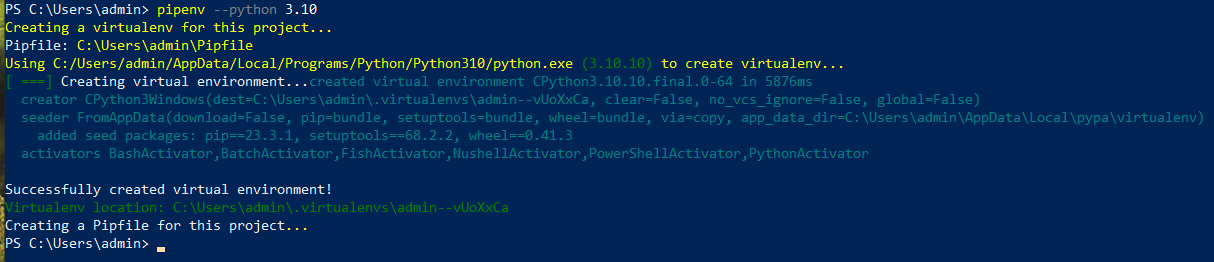 PS C:\Users\admin> pipenv --python 3.10
Creating a virtualenv for this project...
Pipfile: C:\Users\admin\Pipfile
Using C:/Users/admin/AppData/Local/Programs/Python/Python310/python.exe (3.10.10) to create virtualenv...
[ ===] Creating virtual environment...created virtual environment CPython3.10.10.final.0-64 in 5876ms
  creator CPython3Windows(dest=C:\Users\admin\.virtualenvs\admin--vUoXxCa, clear=False, no_vcs_ignore=False, global=False)
  seeder FromAppData(download=False, pip=bundle, setuptools=bundle, wheel=bundle, via=copy, app_data_dir=C:\Users\admin\AppData\Local\pypa\virtualenv)
    added seed packages: pip==23.3.1, setuptools==68.2.2, wheel==0.41.3
  activators BashActivator,BatchActivator,FishActivator,NushellActivator,PowerShellActivator,PythonActivator

Successfully created virtual environment!
Virtualenv location: C:\Users\admin\.virtualenvs\admin--vUoXxCa
Creating a Pipfile for this project...
PS C:\Users\admin>